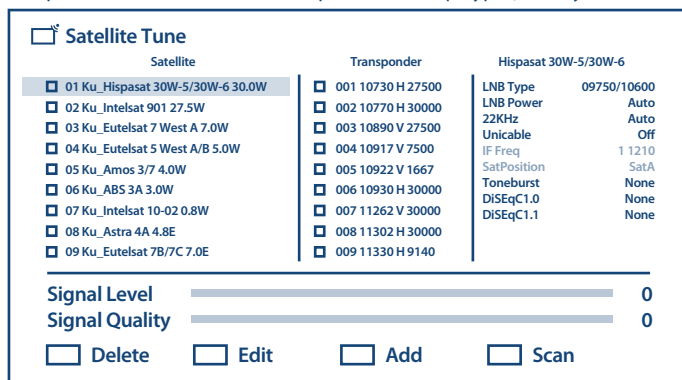 Satellite Tune
Satellite Transponder Hispasat 30W-5/30W-6
01 Ku_Hispasat 30W-5/30W-6 30.0W
02 Ku_Intelsat 901 27.5W
03 Ku_Eutelsat 7 West A 7.0W
04 Ku_Eutelsat 5 West A/B 5.0W
05 Ku_Amos 3/7 4.0W
06 Ku_ABS 3A 3.0W
07 Ku_Intelsat 10-02 0.8W
08 Ku_Astra 4A 4.8E
09 Ku_Eutelsat 7B/7C 7.0E
001 10730 H 27500
002 10770 H 30000
003 10890 V 27500
004 10917 V 7500
005 10922 V 1667
006 10930 H 30000
007 11262 V 30000
008 11302 H 30000
009 11330 H 9140
LNB Type 09750/10600
LNB Power Auto
22KHz Auto
Unicable Off
IF Freq 1 1210
SatPosition SatA
Toneburst None
DiSEqC1.0 None
DiSEqC1.1 None
Signal Level 0
Signal Quality 0
Delete Edit Add Scan